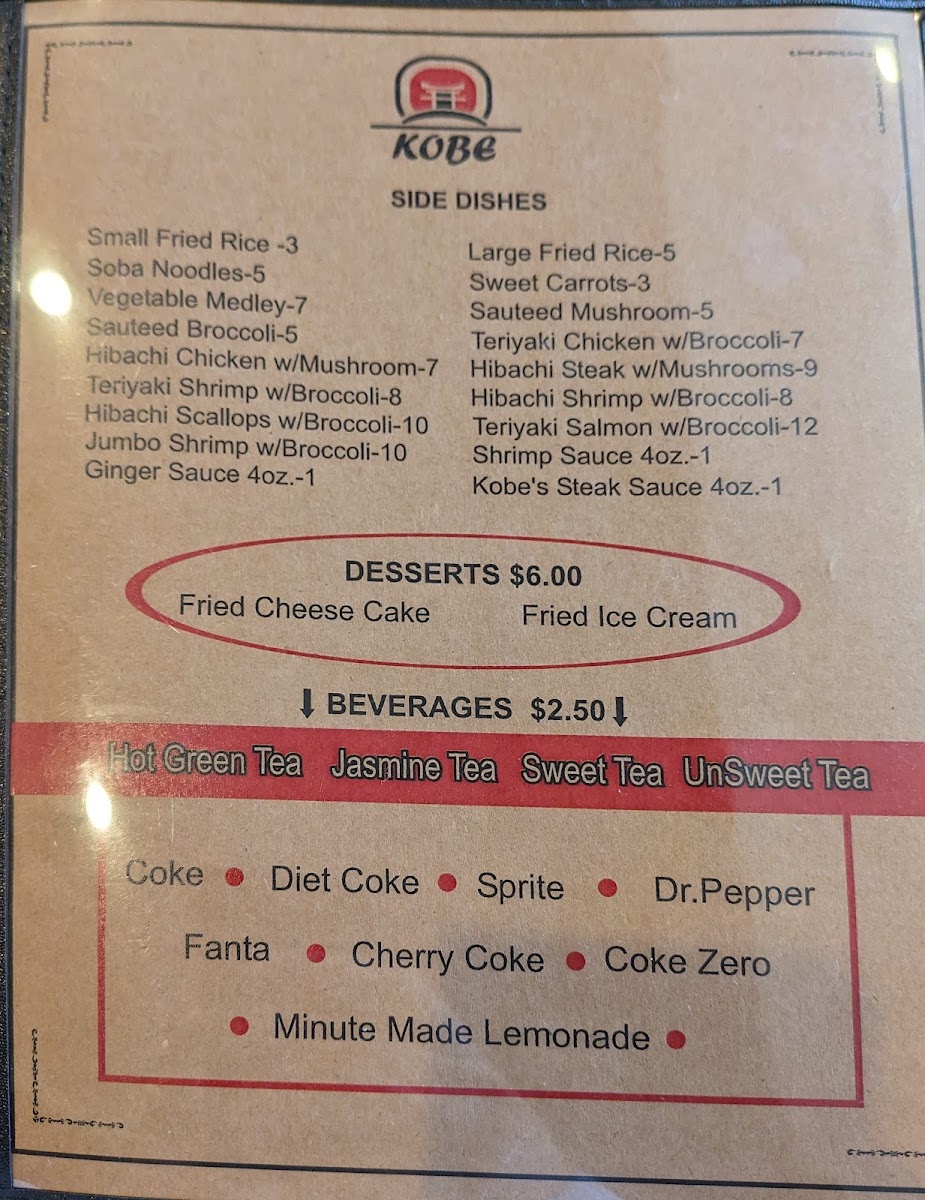 KOBE
SIDE DISHES
Small Fried Rice -3
Soba Noodles-5
Vegetable Medley-7
Sauteed Broccoli-5
Hibachi Chicken w/Mushroom-7
Teriyaki Shrimp w/Broccoli-8
Hibachi Scallops w/Broccoli-10
Jumbo Shrimp w/Broccoli-10
Ginger Sauce 4oz.-1
Large Fried Rice-5
Sweet Carrots-3
Sauteed Mushroom-5
Teriyaki Chicken w/Broccoli-7
Hibachi Steak w/Mushrooms-9
Hibachi Shrimp w/Broccoli-8
Teriyaki Salmon w/Broccoli-12
Shrimp Sauce 4oz.-1
Kobe's Steak Sauce 4oz.-1
DESSERTS $6.00
Fried Cheese Cake Fried Ice Cream
BEVERAGES $2.50
Hot Green Tea Jasmine Tea Sweet Tea UnSweet Tea
Coke • Diet Coke • Sprite • Dr.Pepper
Fanta • Cherry Coke • Coke Zero
• Minute Made Lemonade •